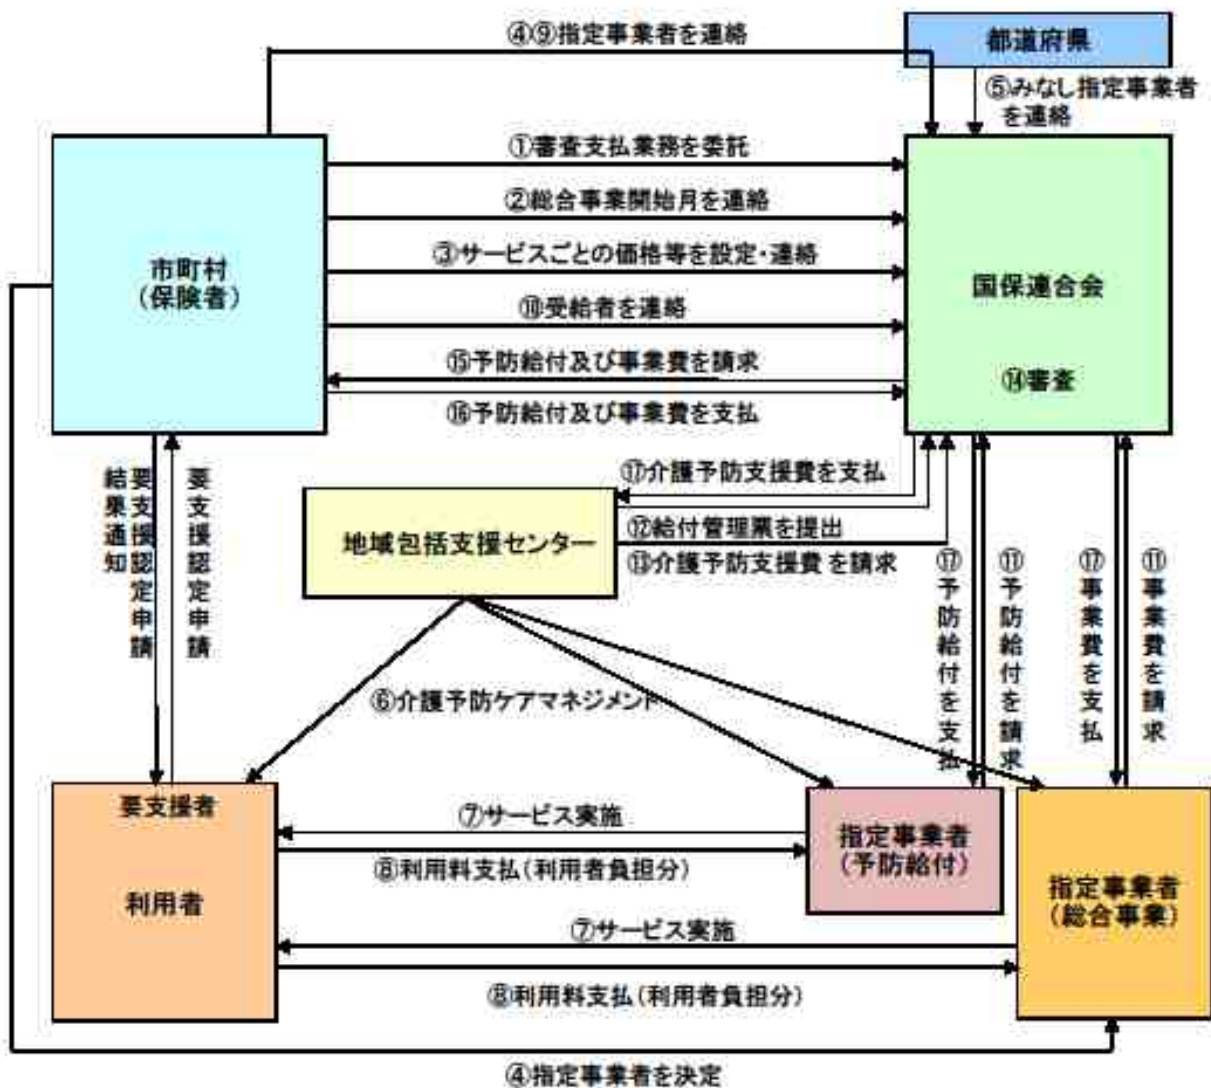 ④⑨指定事業者を連絡
都道府県
⑤みなし指定事業者
を連絡
①審査支払業務を委託
②総合事業開始月を連絡
③サービスごとの価格等を設定・連絡
市町村
(保険者)
国保連合会
⑩受給者を連絡
⑮予防給付及び事業費を請求
⑭審査
⑯予防給付及び事業費を支払
要支援認定申請
結果通知
要支援認定申請
⑰介護予防支援費を支払
地域包括支援センター
⑫給付管理票を提出
⑬介護予防支援費を請求
⑰予防給付を支払
⑪予防給付を請求
⑰事業費を支払
⑪事業費を請求
⑥介護予防ケアマネジメント
要支援者
利用者
⑦サービス実施
⑧利用料支払(利用者負担分)
指定事業者
(予防給付)
指定事業者
(総合事業)
⑦サービス実施
⑧利用料支払(利用者負担分)
④指定事業者を決定